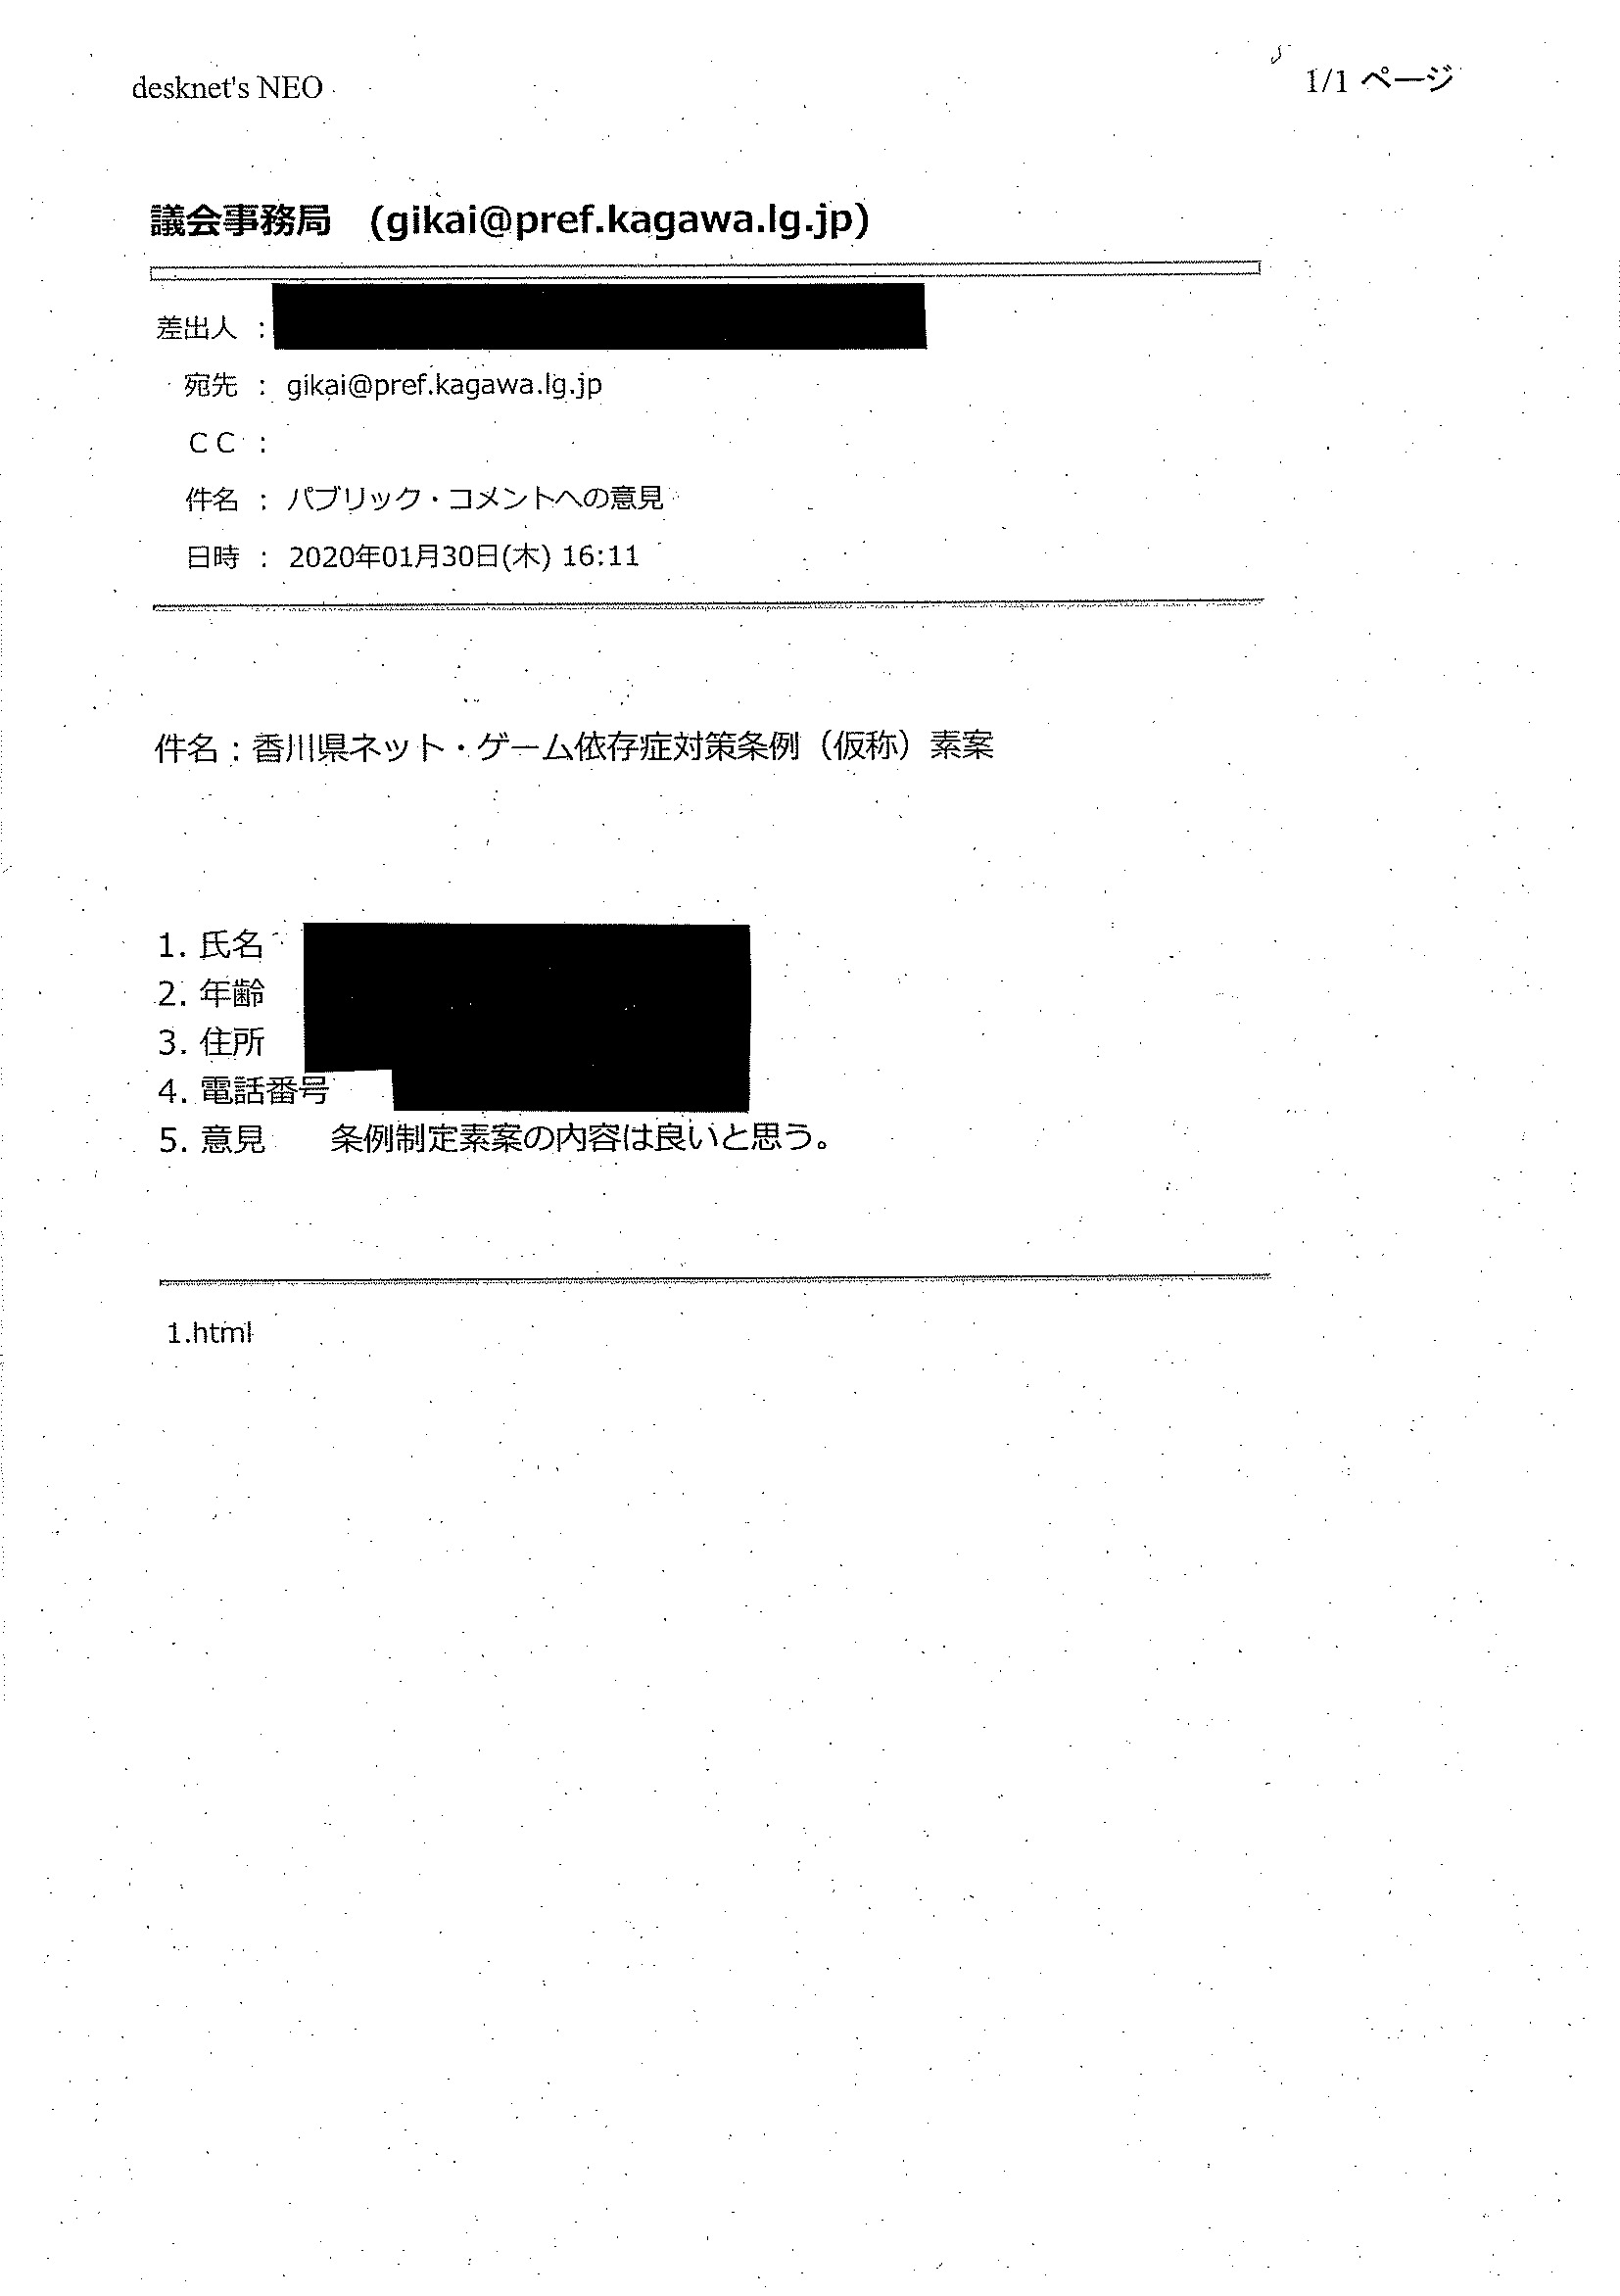 desknet's NEO
1/1 ページ
議会事務局 (gikai@pref.kagawa.lg.jp)
差出人 :
宛先 : gikai@pref.kagawa.lg.jp
ＣＣ :
件名 : パブリック・コメントへの意見
日時 : 2020年01月30日(木) 16:11
件名：香川県ネット・ゲーム依存症対策条例（仮称）素案
1. 氏名
2. 年齢
3. 住所
4. 電話番号
5. 意見　　条例制定素案の内容は良いと思う。
1.html